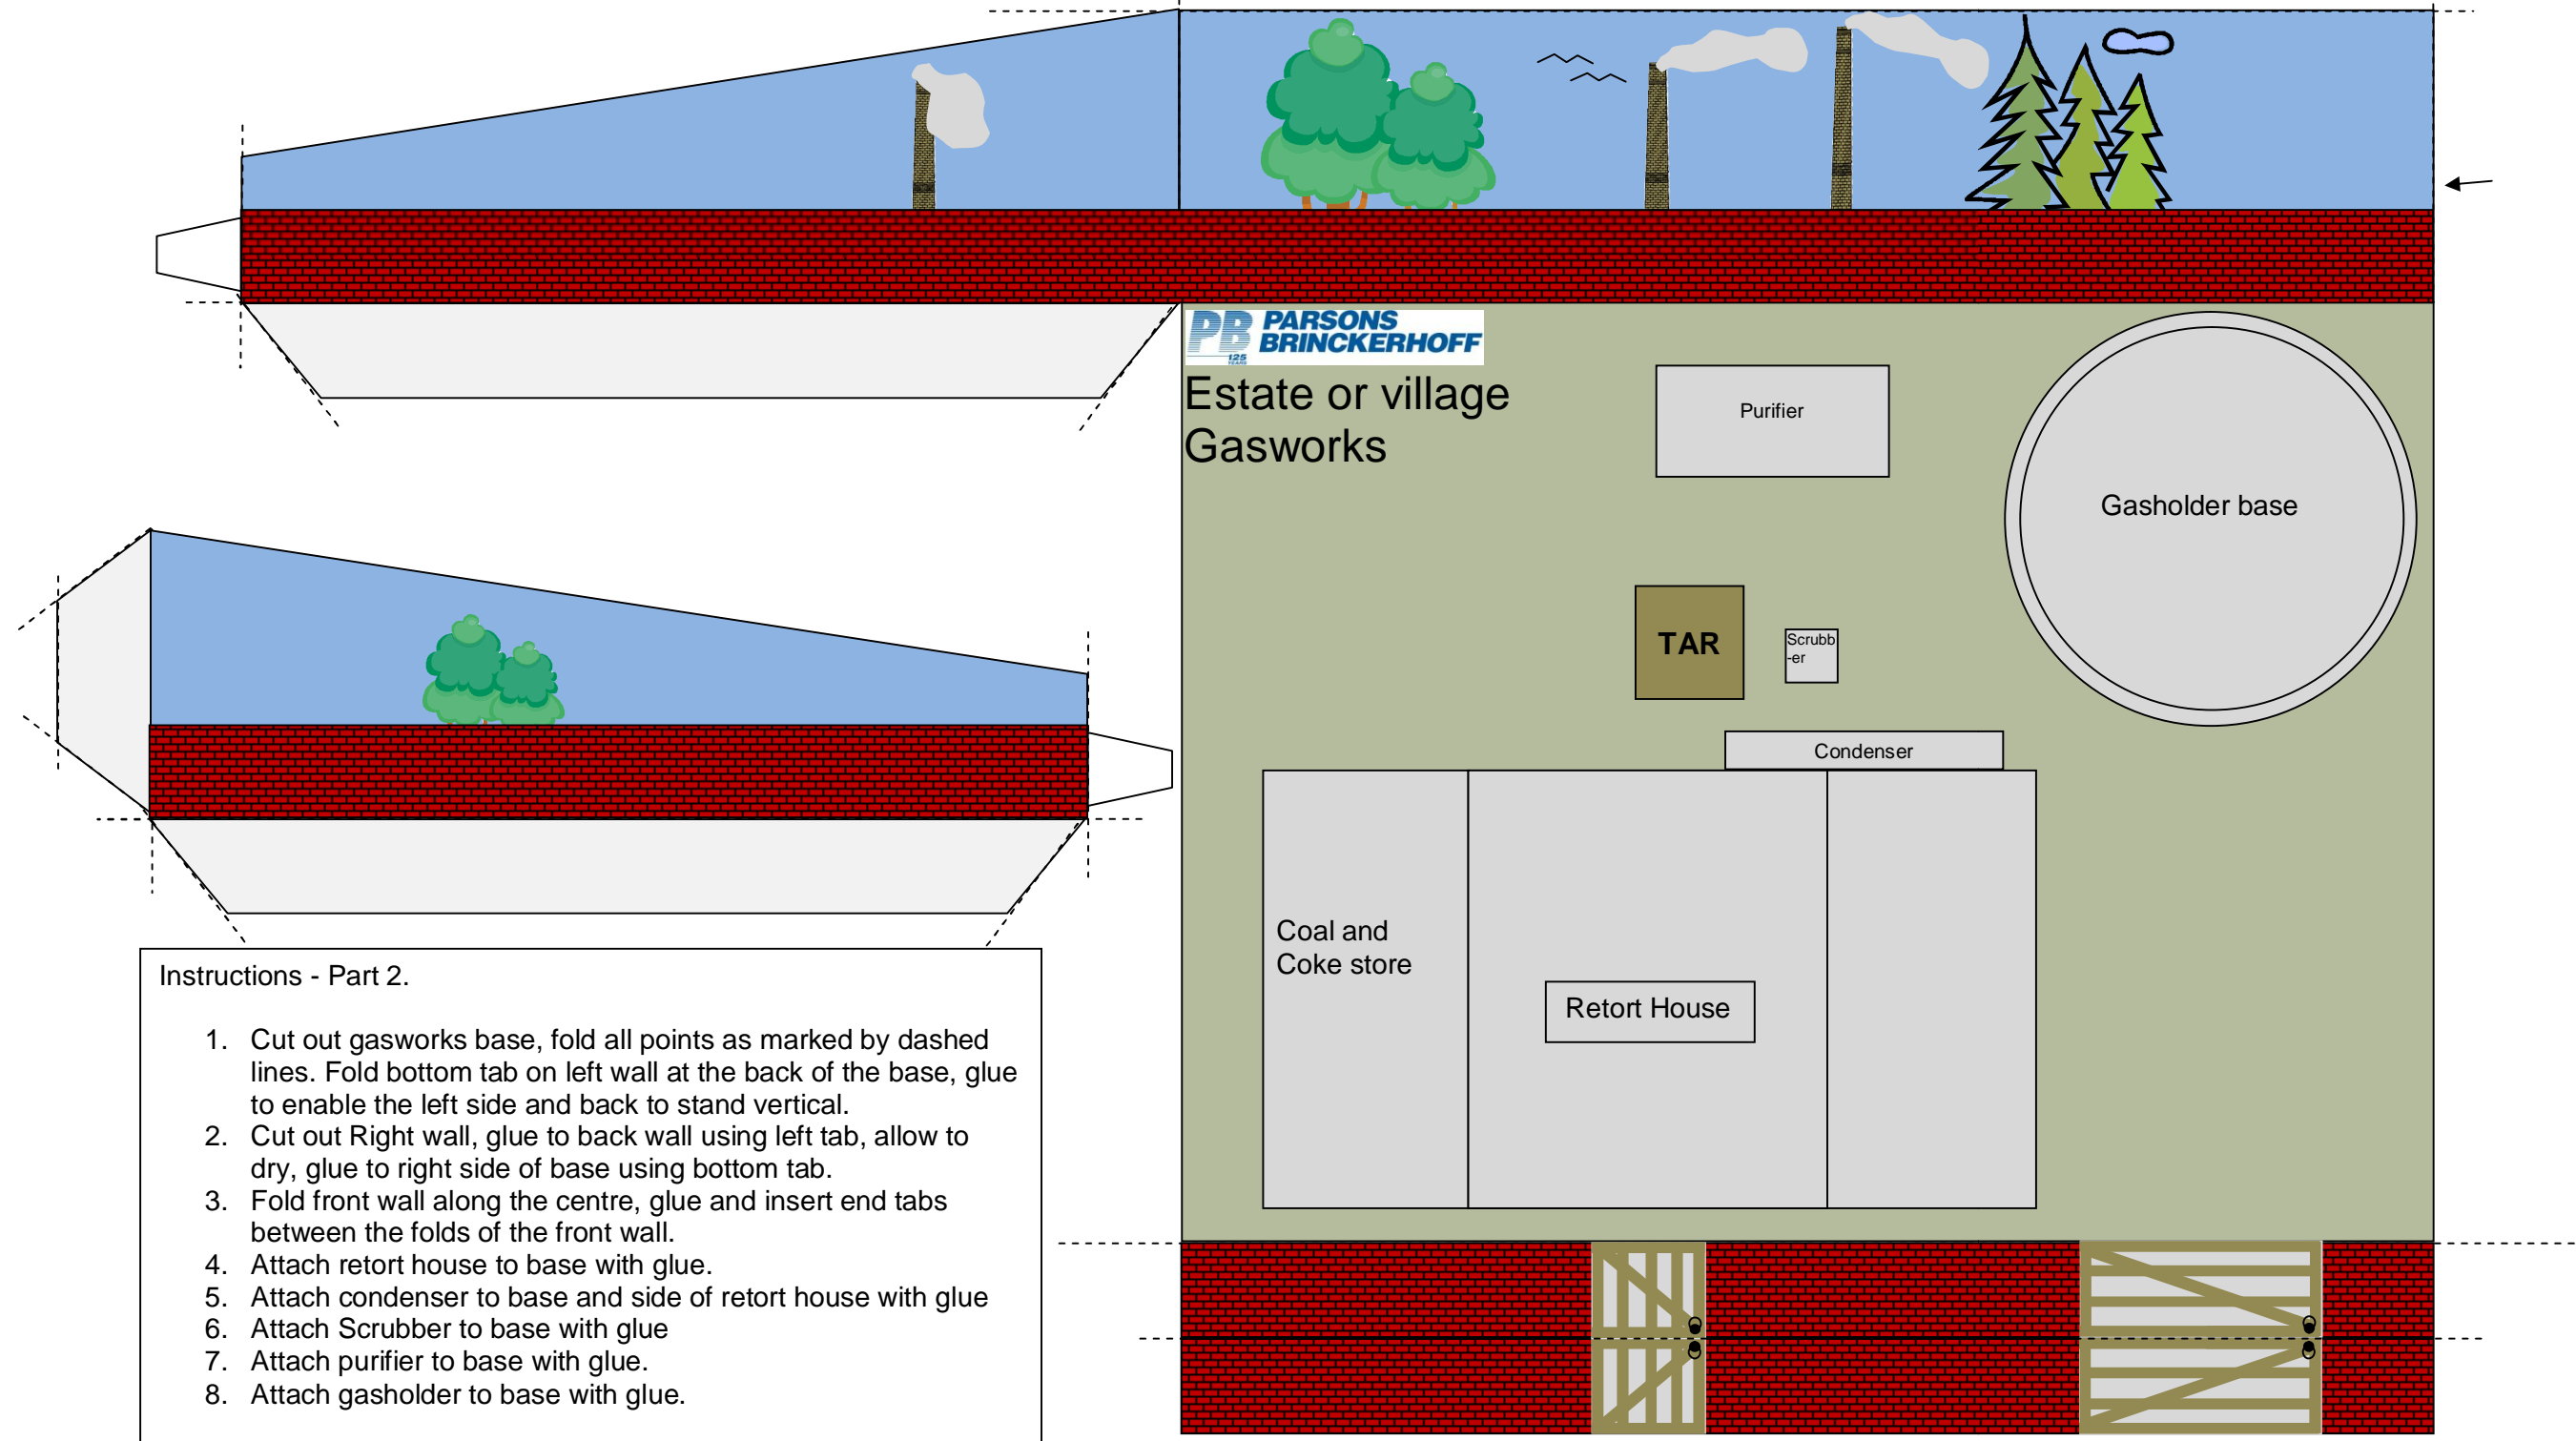 PB PARSONS
BRINCKERHOFF
125
YEARS
Estate or village
Gasworks
Purifier
Gasholder base
TAR
Scrubb
-er
Condenser
Coal and
Coke store
Retort House
Instructions - Part 2.
1. Cut out gasworks base, fold all points as marked by dashed
lines. Fold bottom tab on left wall at the back of the base, glue
to enable the left side and back to stand vertical.
2. Cut out Right wall, glue to back wall using left tab, allow to
dry, glue to right side of base using bottom tab.
3. Fold front wall along the centre, glue and insert end tabs
between the folds of the front wall.
4. Attach retort house to base with glue.
5. Attach condenser to base and side of retort house with glue
6. Attach Scrubber to base with glue
7. Attach purifier to base with glue.
8. Attach gasholder to base with glue.